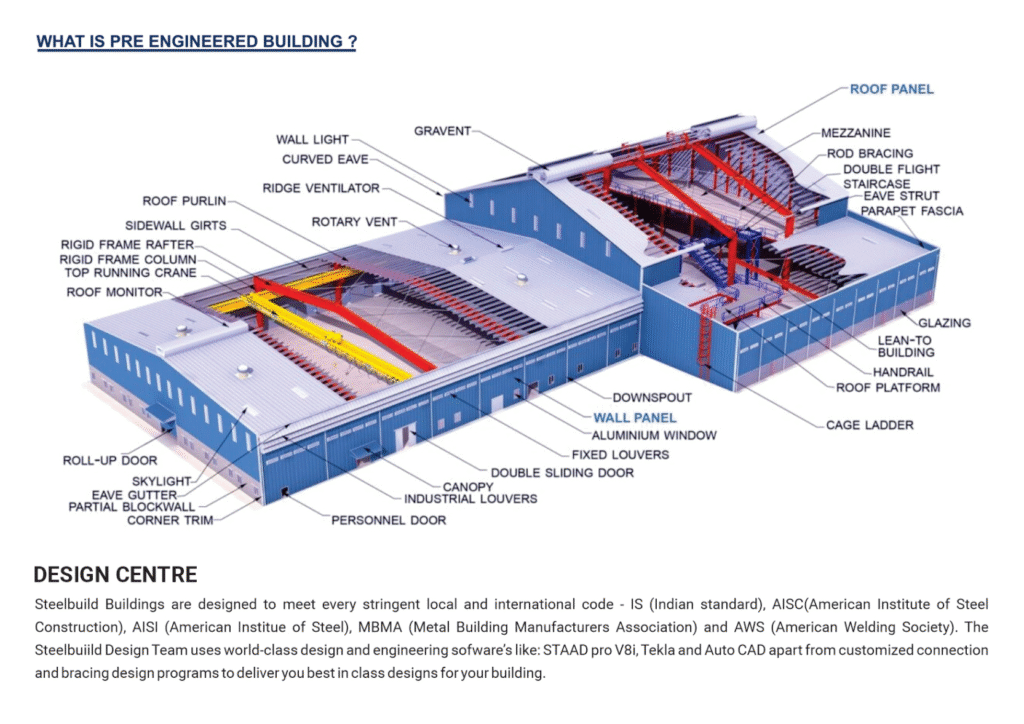 WHAT IS PRE ENGINEERED BUILDING ?
ROOF PANEL
GRAVENT
MEZZANINE
WALL LIGHT
ROD BRACING
CURVED EAVE
DOUBLE FLIGHT
STAIRCASE
RIDGE VENTILATOR
EAVE STRUT
ROOF PURLIN
PARAPET FASCIA
ROTARY VENT
SIDEWALL GIRTS
RIGID FRAME RAFTER
RIGID FRAME COLUMN
TOP RUNNING CRANE
ROOF MONITOR
GLAZING
LEAN-TO
BUILDING
HANDRAIL
ROOF PLATFORM
DOWNSPOUT
WALL PANEL
CAGE LADDER
ALUMINIUM WINDOW
FIXED LOUVERS
ROLL-UP DOOR
DOUBLE SLIDING DOOR
SKYLIGHT
CANOPY
EAVE GUTTER
INDUSTRIAL LOUVERS
PARTIAL BLOCKWALL
CORNER TRIM
PERSONNEL DOOR
DESIGN CENTRE
Steelbuild Buildings are designed to meet every stringent local and international code - IS (Indian standard), AISC(American Institute of Steel
Construction), AISI (American Institue of Steel), MBMA (Metal Building Manufacturers Association) and AWS (American Welding Society). The
Steelbuiild Design Team uses world-class design and engineering sofware's like: STAAD pro V8i, Tekla and Auto CAD apart from customized connection
and bracing design programs to deliver you best in class designs for your building.